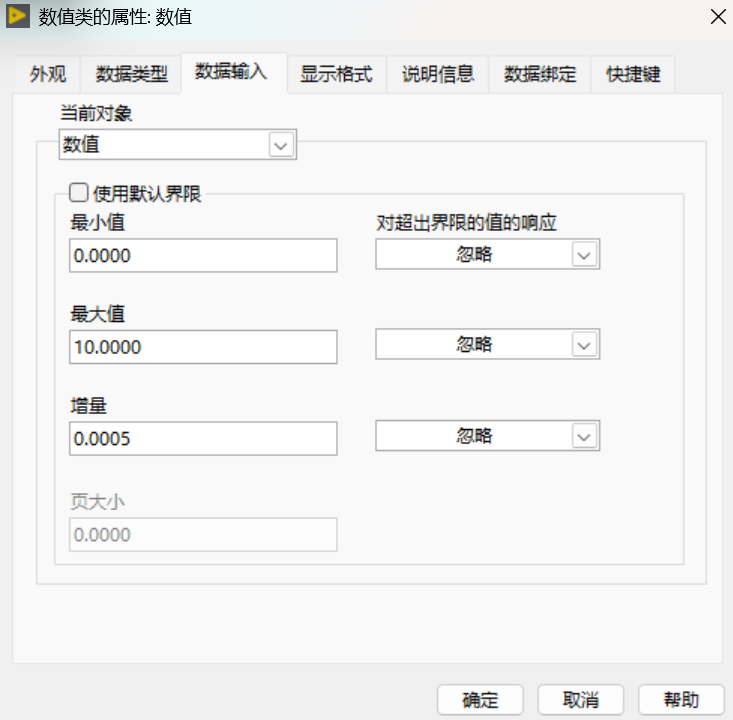 数值类的属性: 数值
外观 数据类型 数据输入 显示格式 说明信息 数据绑定 快捷键
当前对象
数值
使用默认界限
最小值 对超出界限的值的响应
0.0000 忽略
最大值
10.0000 忽略
增量
0.0005 忽略
页大小
0.0000
确定 取消 帮助